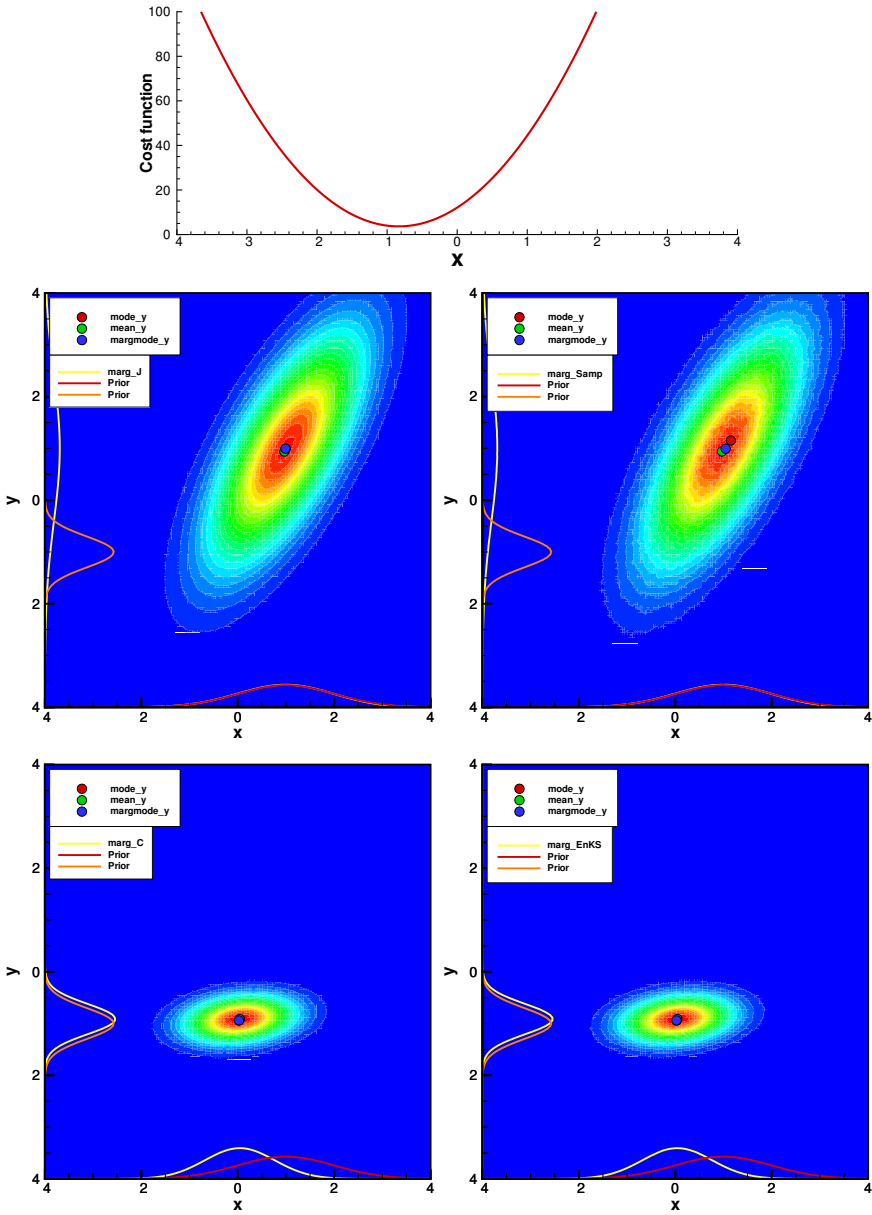 100
80
60
40
20
0
Cost function
4 3 2 1 0 1 2 3 4
x
4
2
0
2
4
y
mode_y
mean_y
margmode_y
marg_J
Prior
Prior
2 0 2 4
x
4
2
0
2
4
y
mode_y
mean_y
margmode_y
marg_Samp
Prior
Prior
2 0 2 4
x
4
2
0
2
4
y
mode_y
mean_y
margmode_y
marg_C
Prior
Prior
2 0 2 4
x
4
2
0
2
4
y
mode_y
mean_y
margmode_y
marg_EnKS
Prior
Prior
2 0 2 4
x